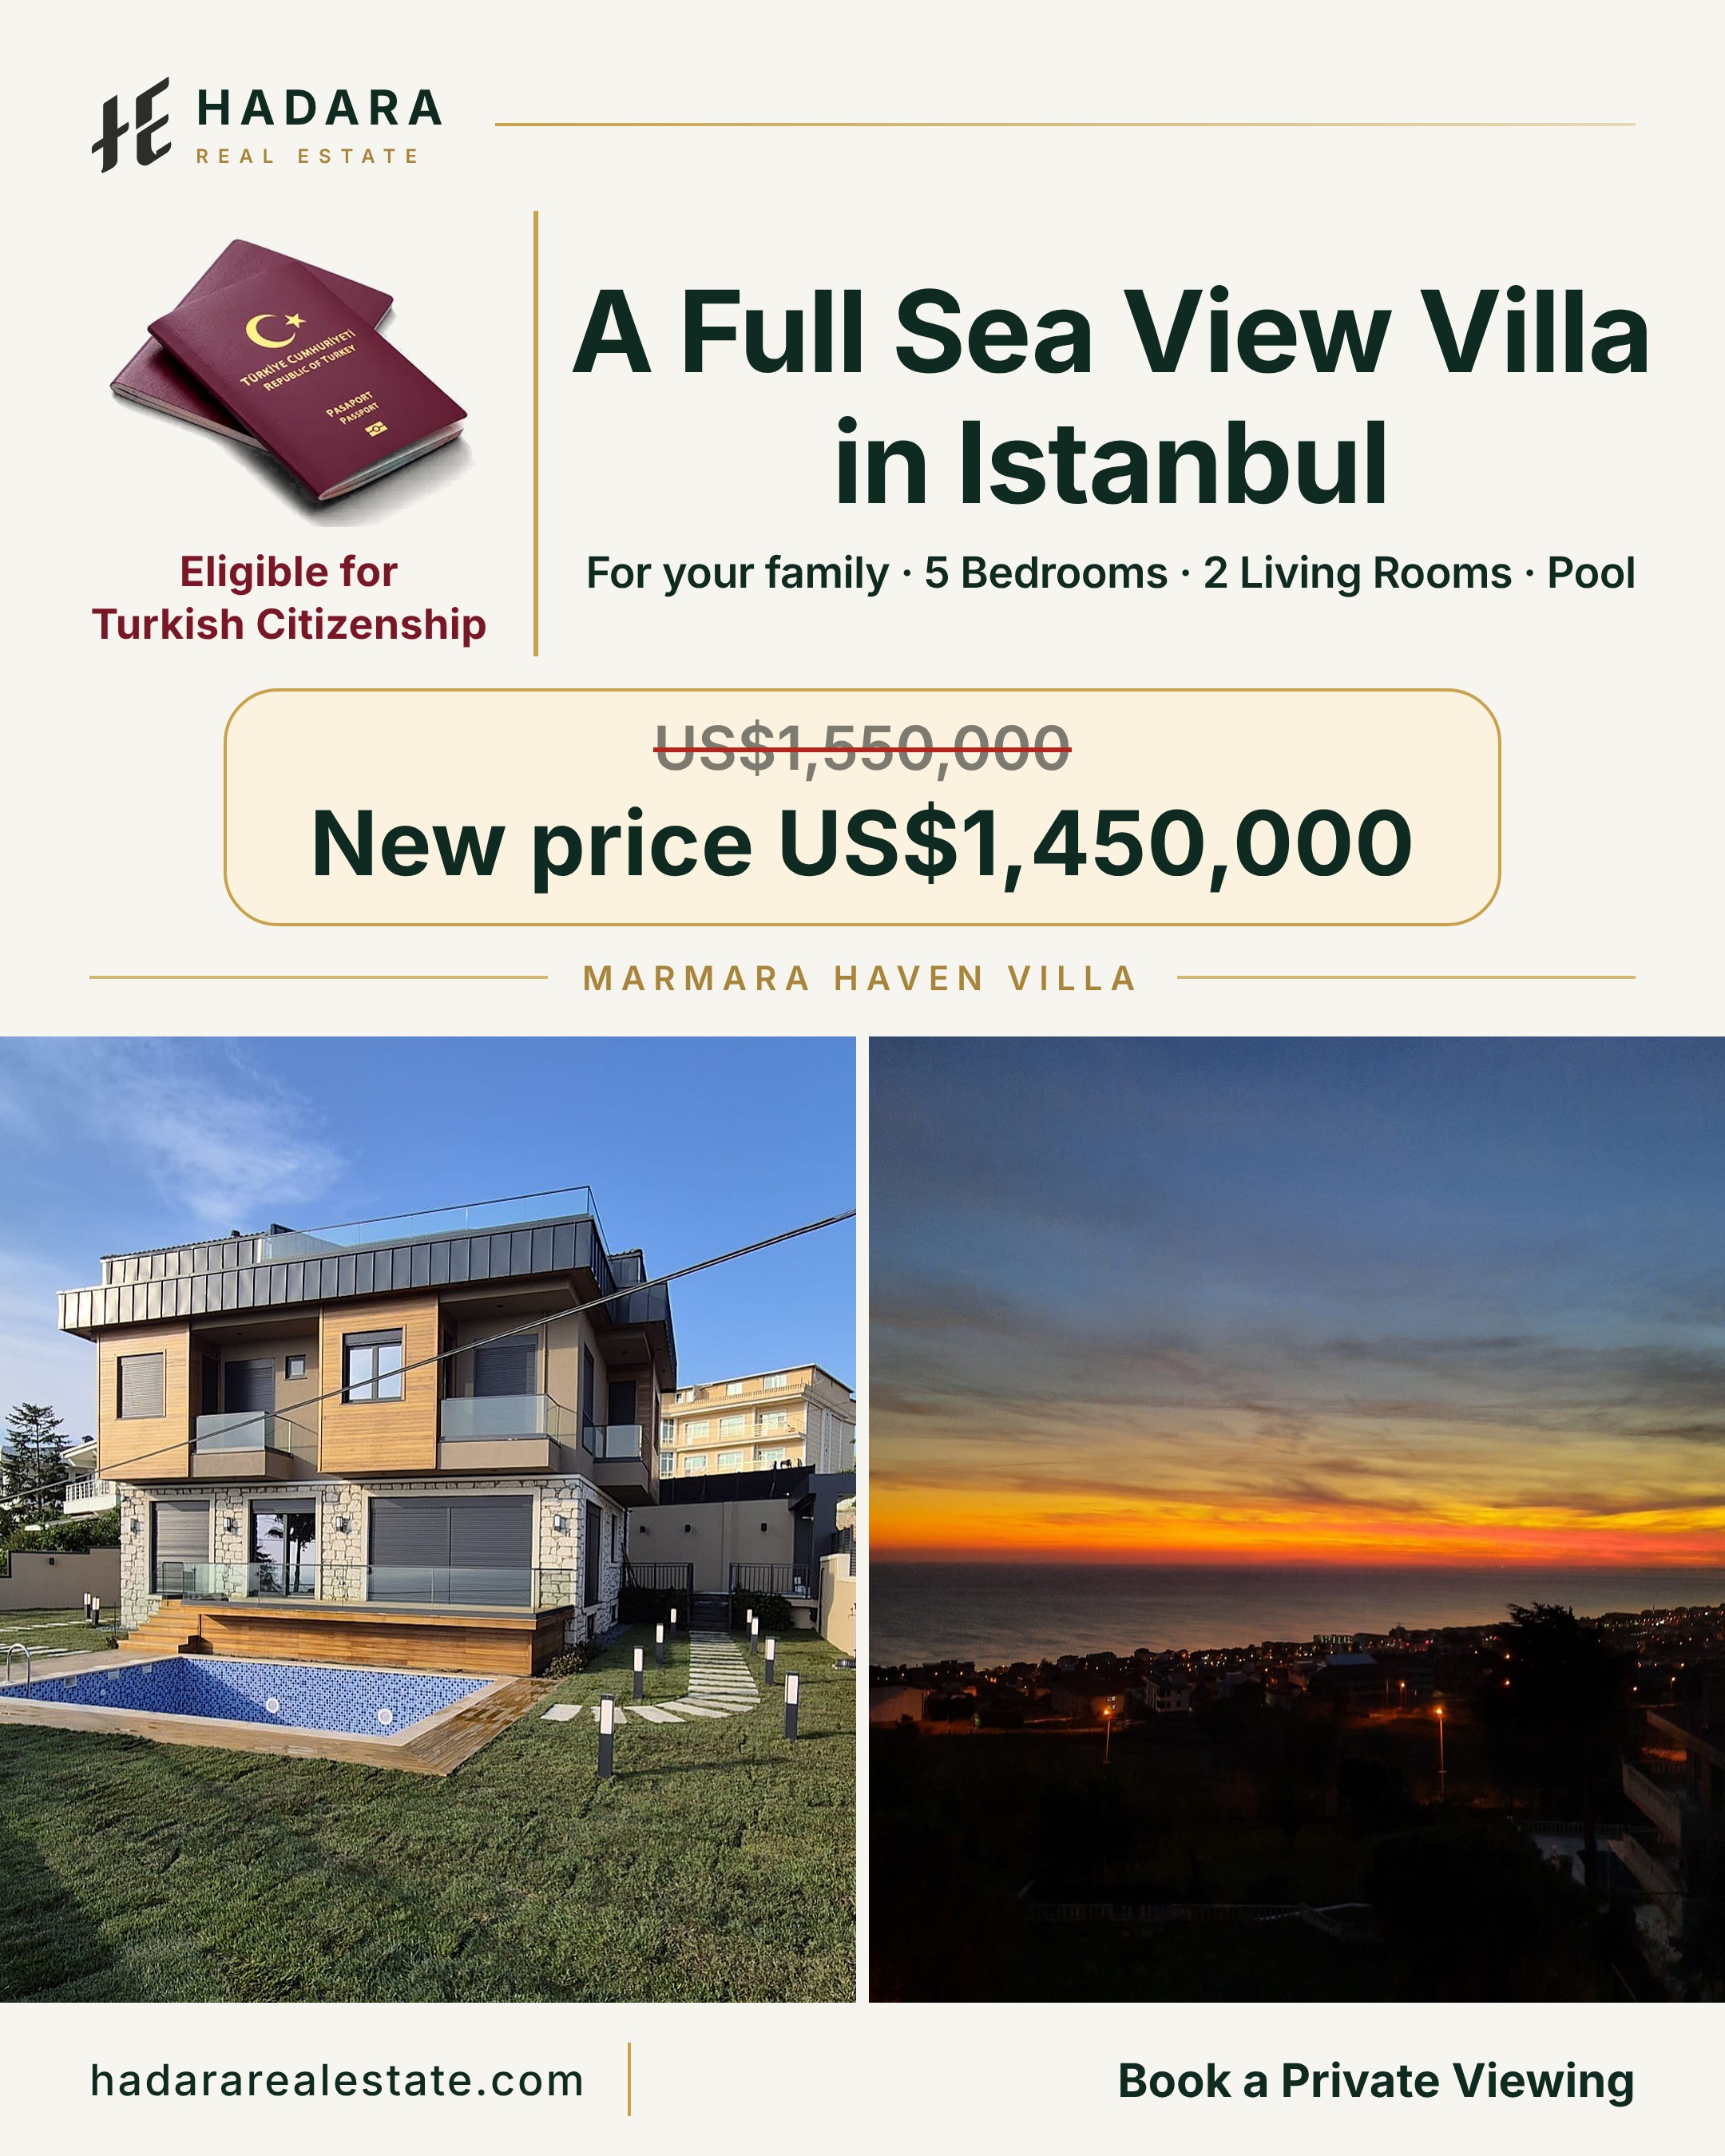 HADARA
REAL ESTATE
TÜRKİYE CUMHURİYETİ
REPUBLIC OF TURKEY
PASAPORT
PASSPORT
Eligible for
Turkish Citizenship
A Full Sea View Villa
in Istanbul
For your family · 5 Bedrooms · 2 Living Rooms · Pool
US$1,550,000
New price US$1,450,000
MARMARA HAVEN VILLA
hadararealestate.com
Book a Private Viewing